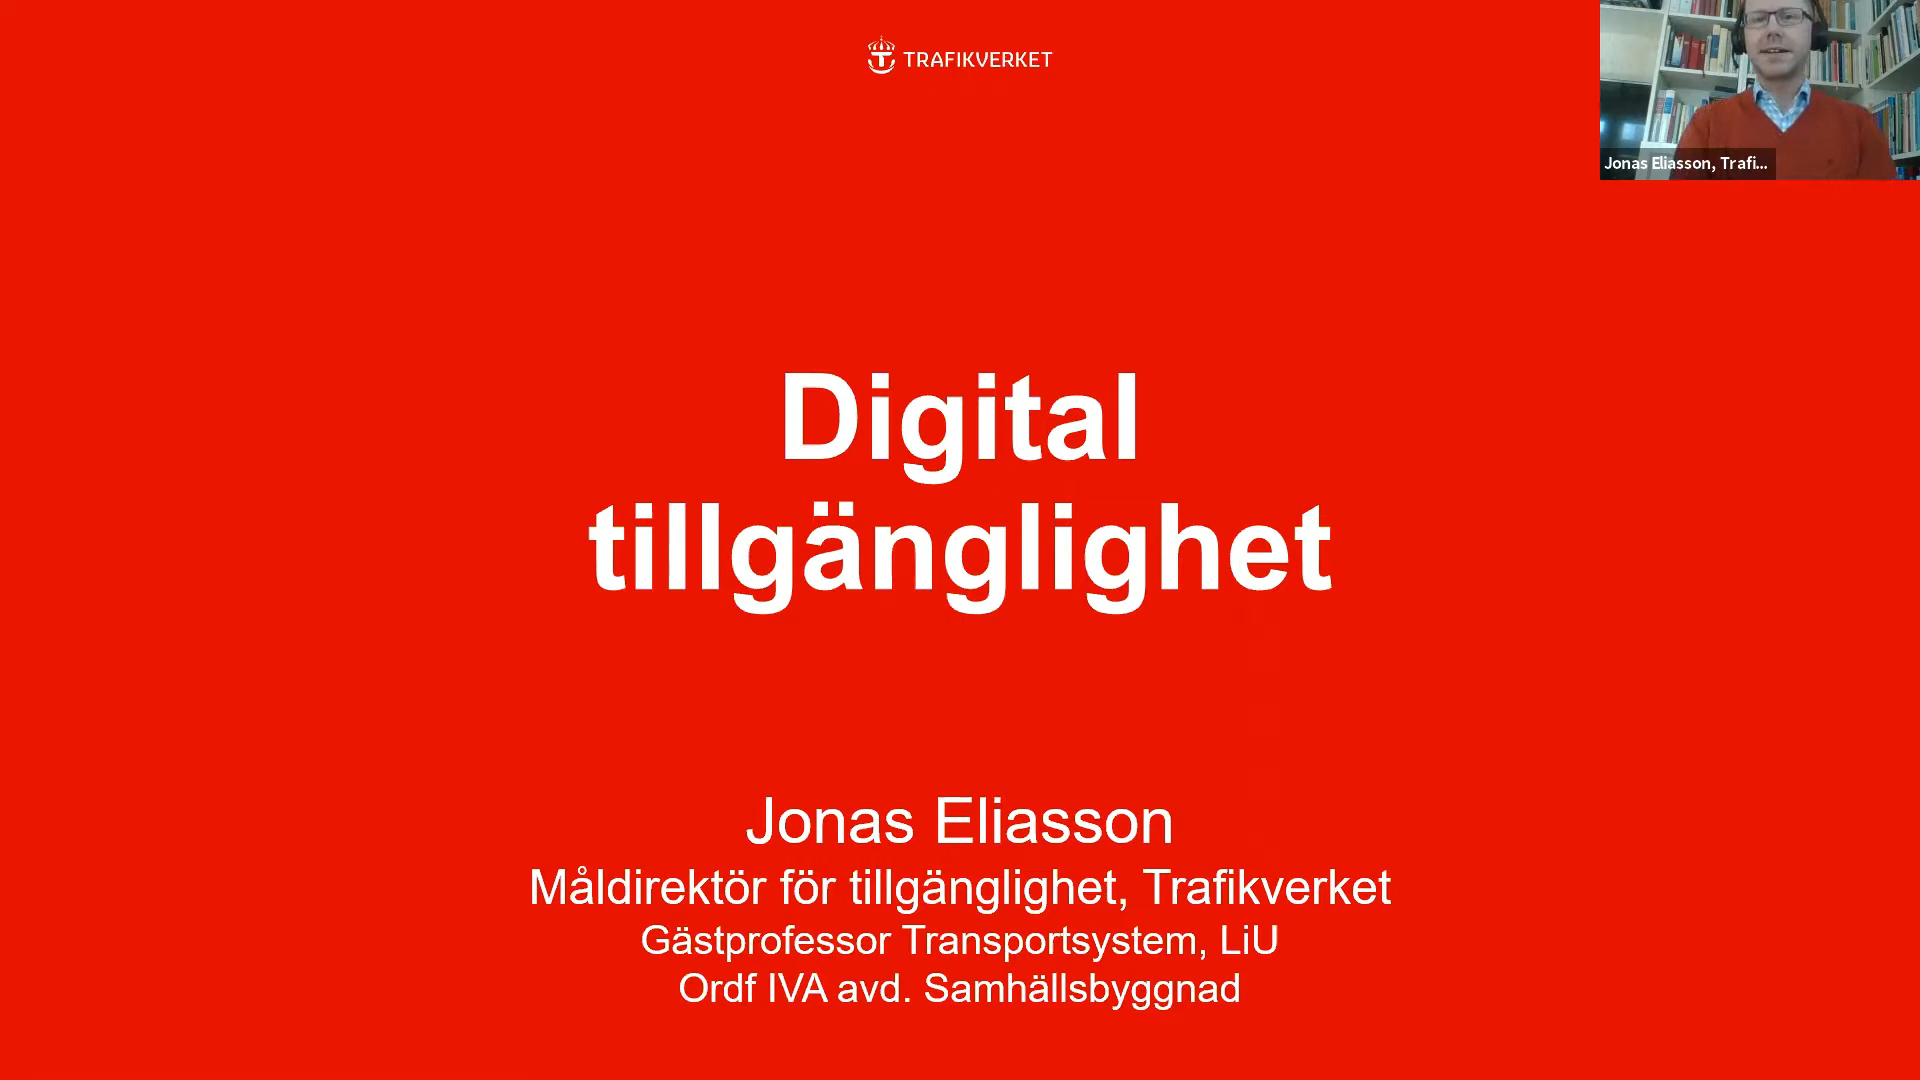 TRAFIKVERKET
Jonas Eliasson, Trafi...
Digital
tillgänglighet
Jonas Eliasson
Måldirektör för tillgänglighet, Trafikverket
Gästprofessor Transportsystem, LiU
Ordf IVA avd. Samhällsbyggnad